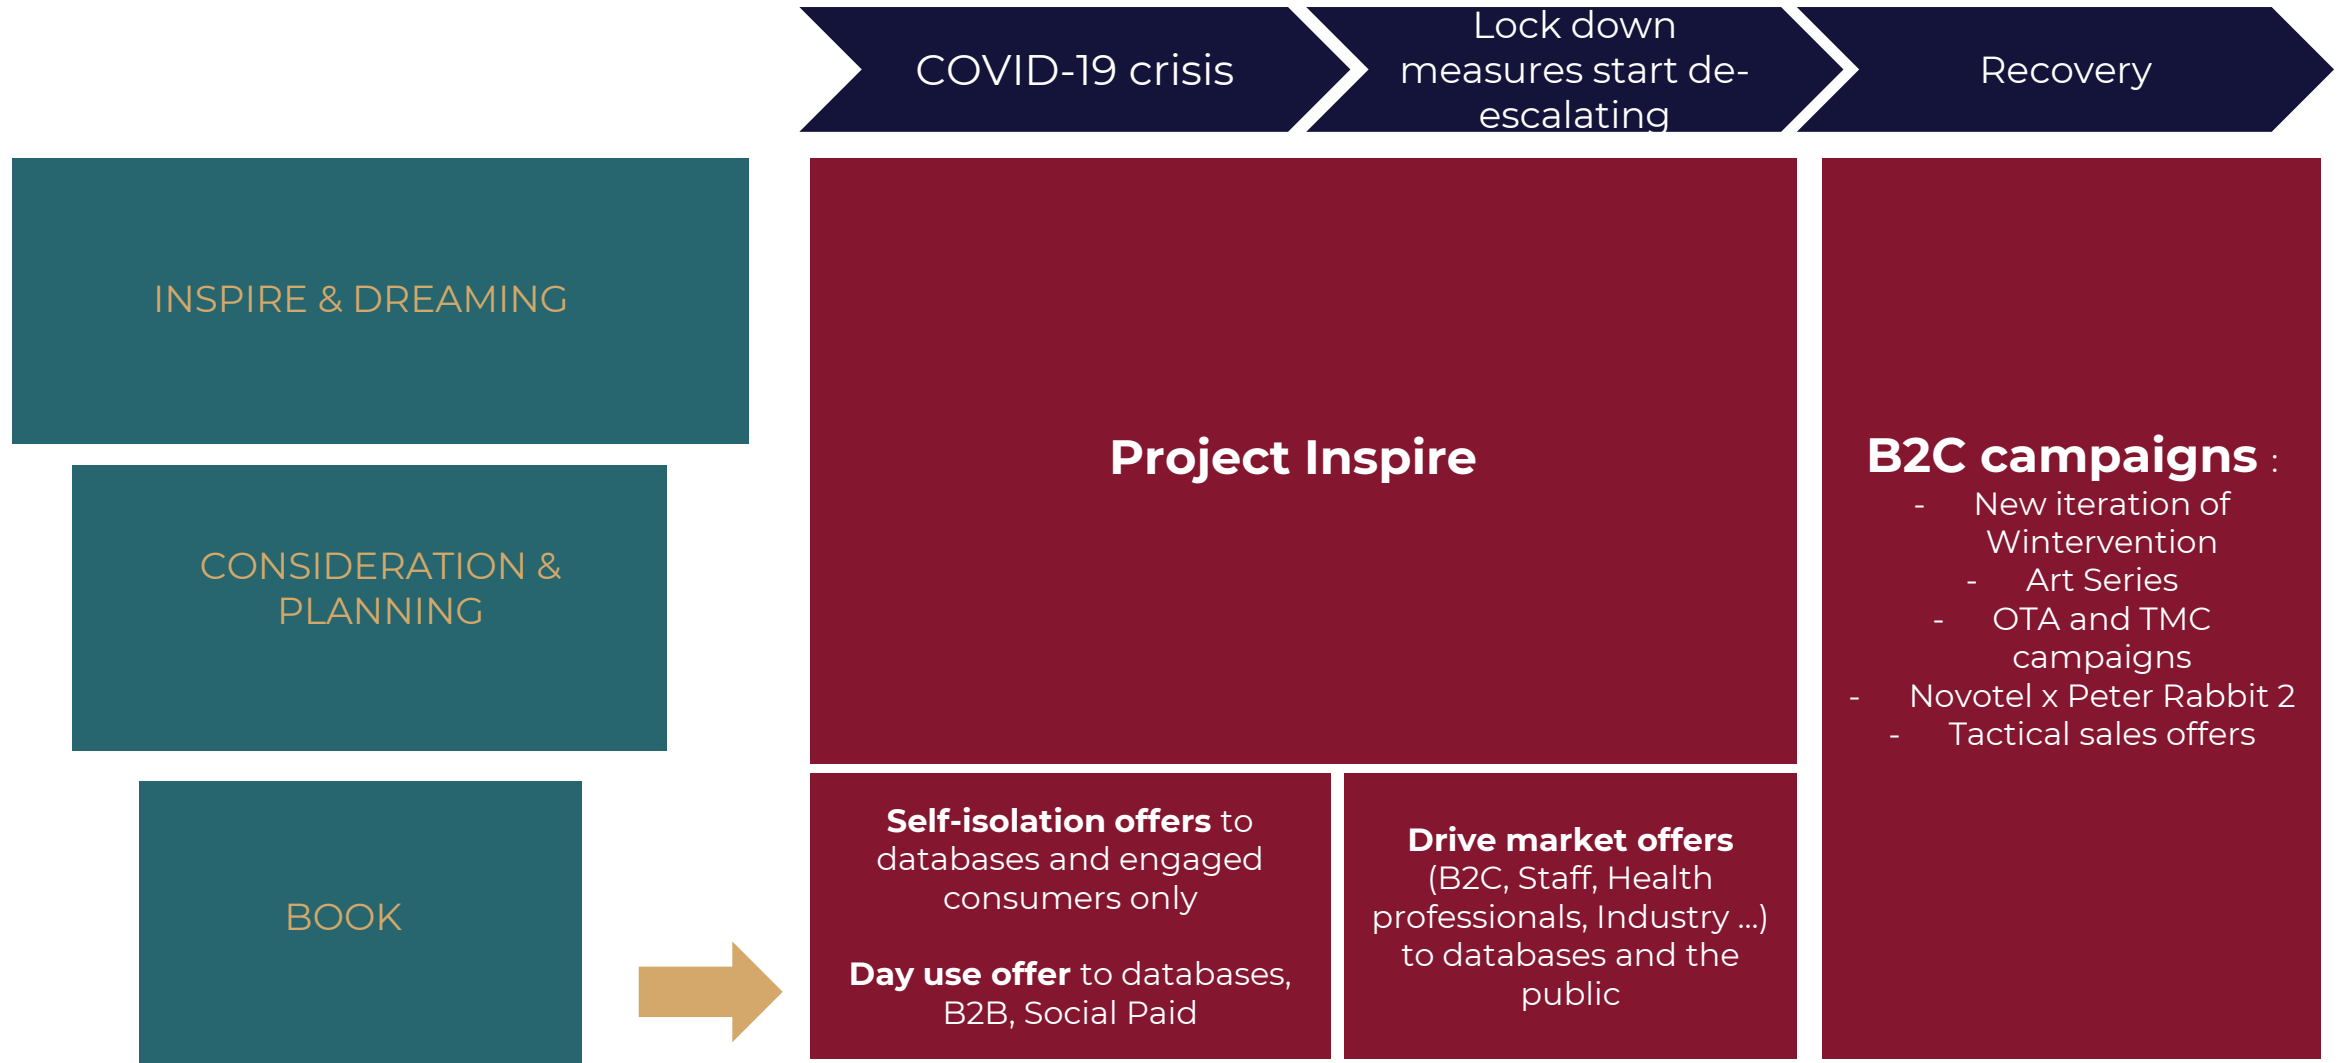 COVID-19 crisis
Lock down
measures start de-
escalating
Recovery
INSPIRE & DREAMING
CONSIDERATION &
PLANNING
BOOK
Project Inspire
B2C campaigns :
- New iteration of
Wintervention
- Art Series
- OTA and TMC
campaigns
- Novotel x Peter Rabbit 2
- Tactical sales offers
Self-isolation offers to
databases and engaged
consumers only
Day use offer to databases,
B2B, Social Paid
Drive market offers
(B2C, Staff, Health
professionals, Industry ...)
to databases and the
public